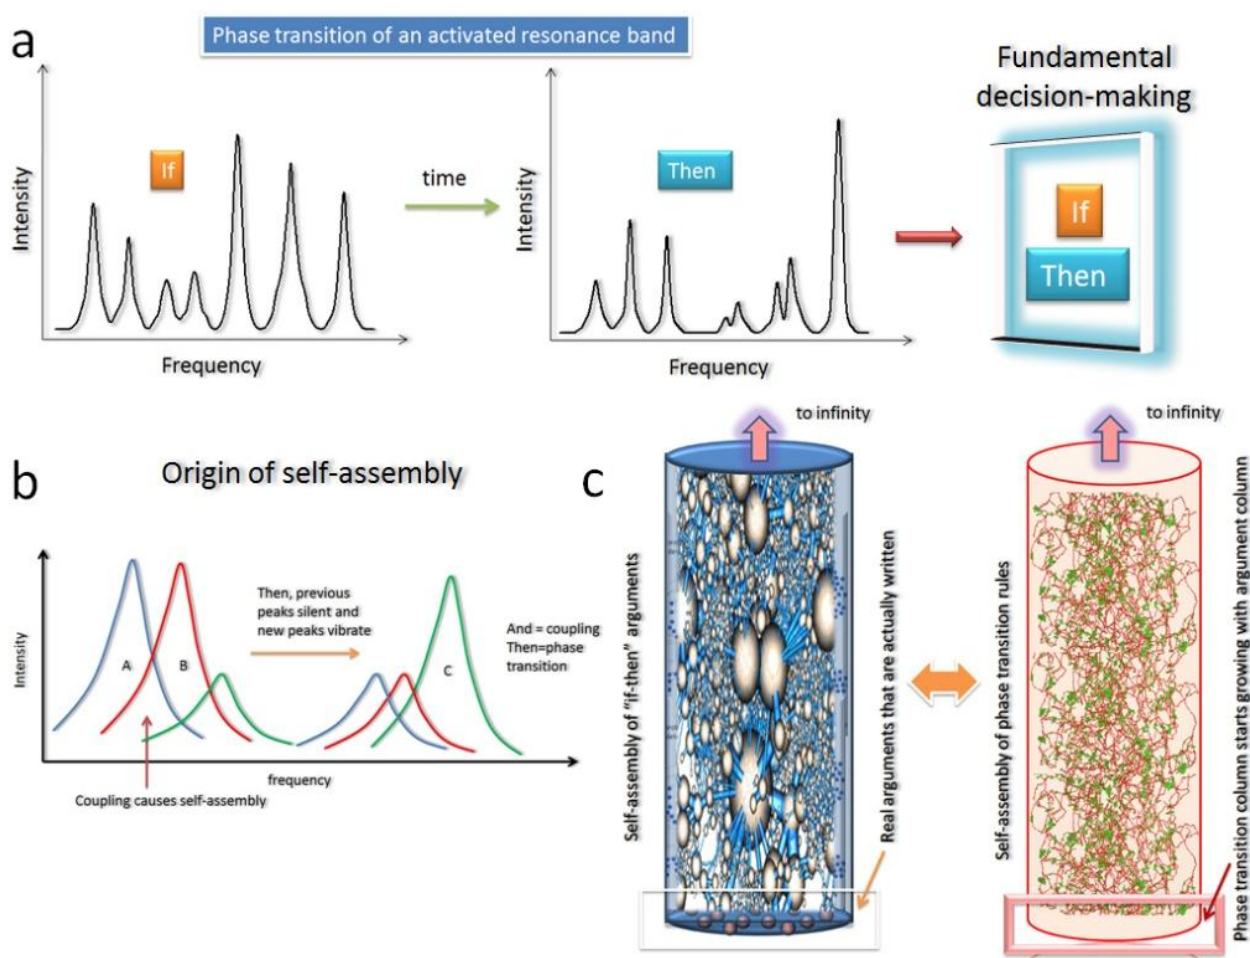 a
Phase transition of an activated resonance band
Intensity
If
Frequency
time
Intensity
Then
Frequency
Fundamental
decision-making
If
Then
b
Origin of self-assembly
Intensity
A
B
Then, previous
peaks silent and
new peaks vibrate
C
And = coupling
Then=phase
transition
frequency
Coupling causes self-assembly
c
to infinity
Self-assembly of "if-then" arguments
Real arguments that are actually written
to infinity
Self-assembly of phase transition rules
Phase transition column starts growing with argument column